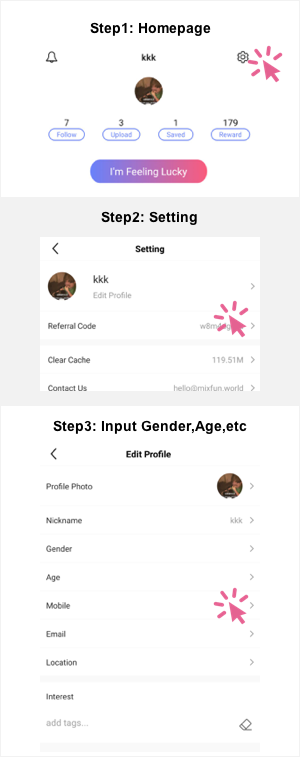 Step1: Homepage
kkk
7 3 1 179
Follow Upload Saved Reward
I'm Feeling Lucky
Step2: Setting
Setting
kkk
Edit Profile
Referral Code
Clear Cache 119.51M
Contact Us hello@mixfun.world
Step3: Input Gender,Age,etc
Edit Profile
Profile Photo
Nickname kkk
Gender
Age
Mobile
Email
Location
Interest
add tags...